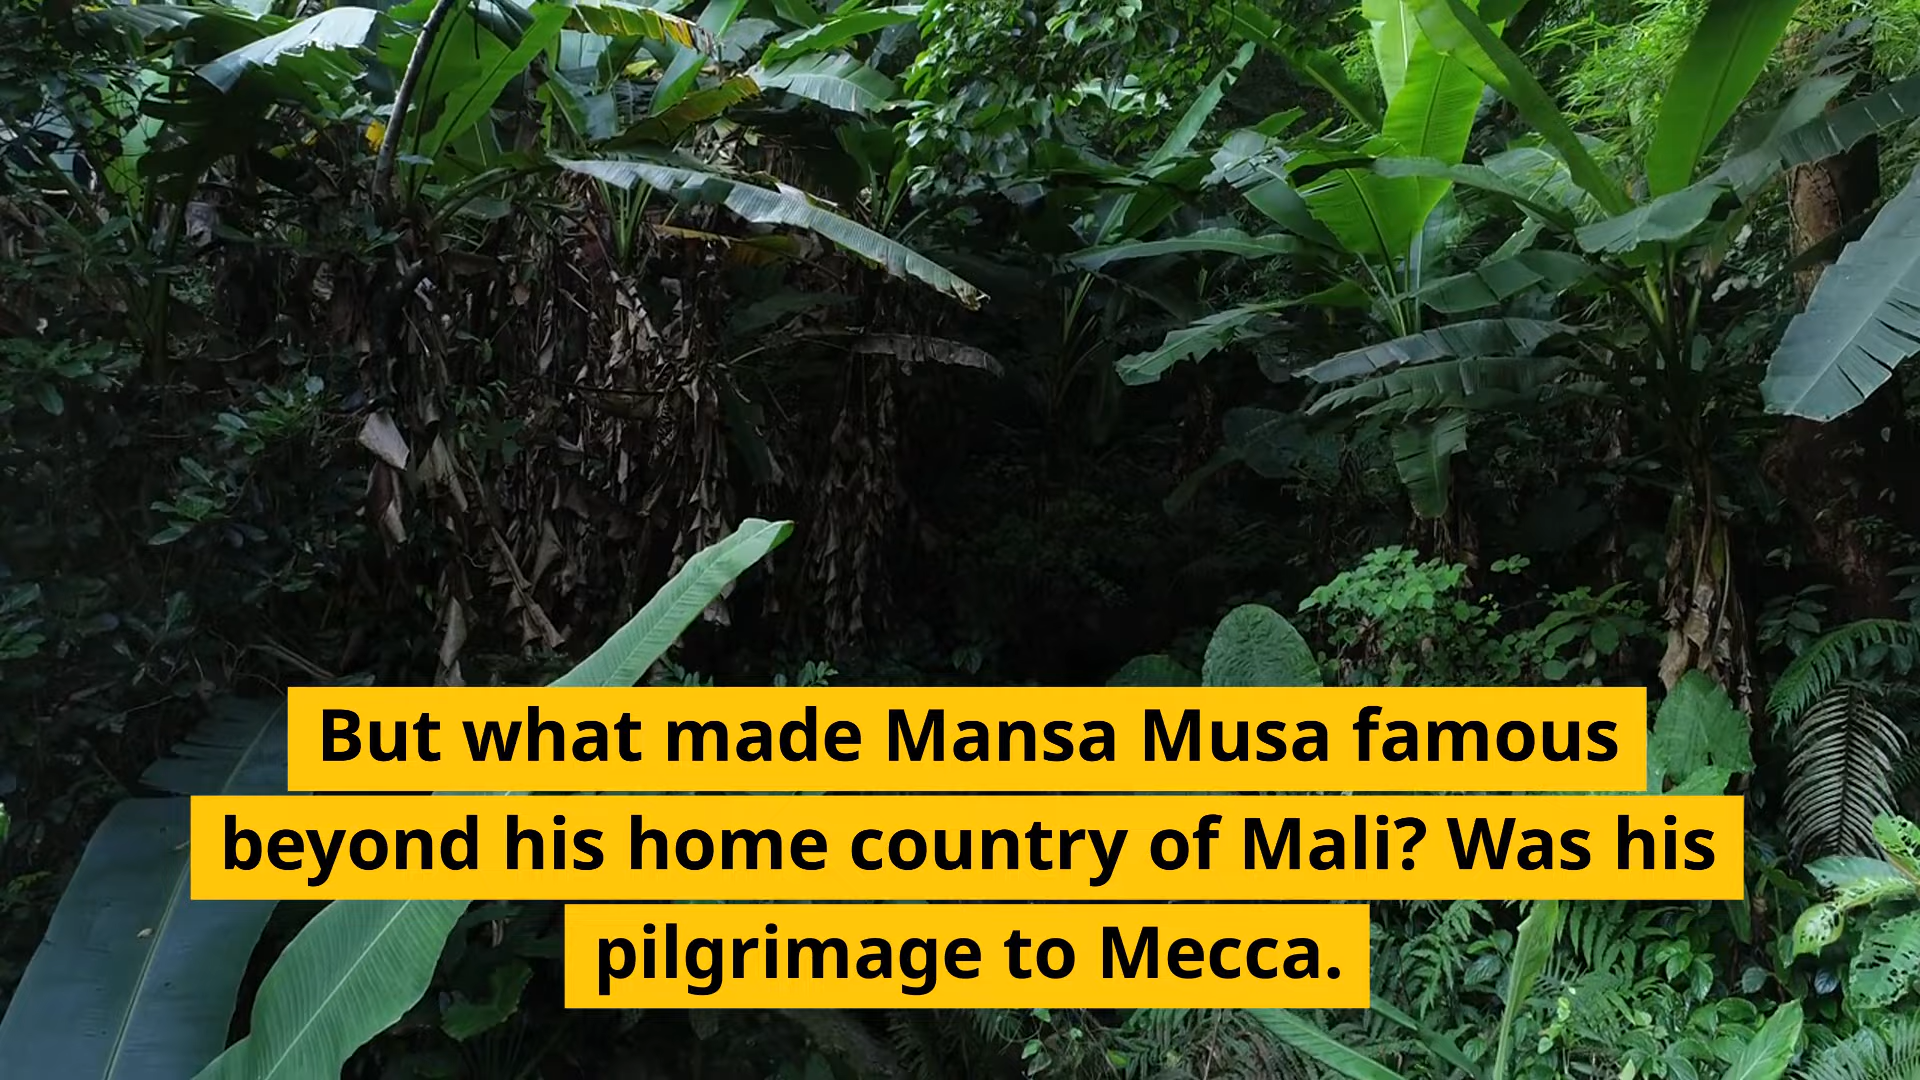 But what made Mansa Musa famous
beyond his home country of Mali? Was his
pilgrimage to Mecca.